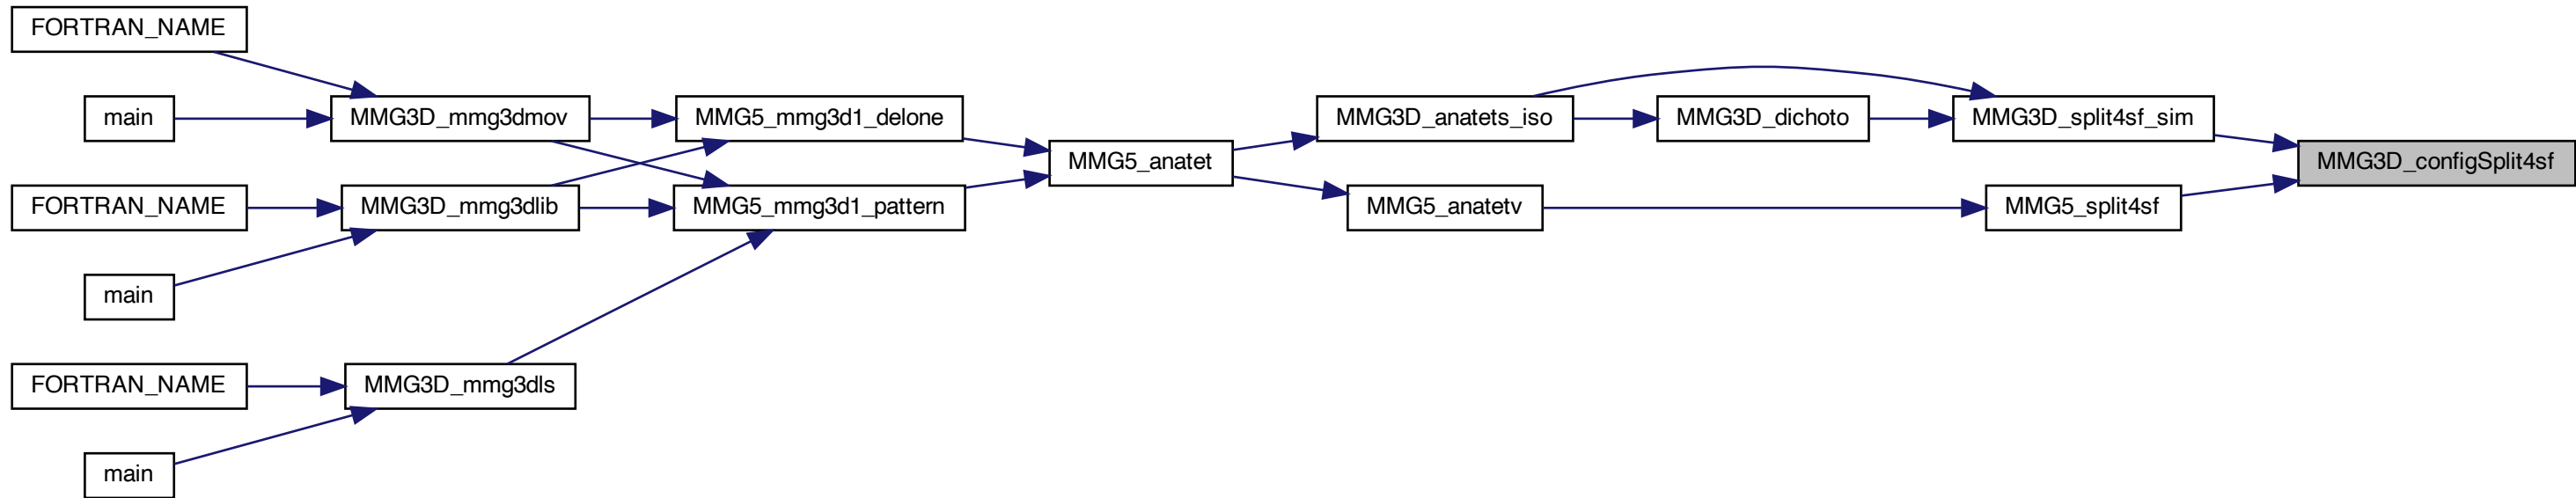 FORTRAN_NAME
main
MMG3D_mmg3dmov
MMG5_mmg3d1_delone
MMG3D_anatets_iso
MMG3D_dichoto
MMG3D_split4sf_sim
MMG5_anatet
MMG3D_configSplit4sf
FORTRAN_NAME
MMG3D_mmg3dlib
MMG5_mmg3d1_pattern
MMG5_anatetv
MMG5_split4sf
main
FORTRAN_NAME
MMG3D_mmg3dls
main